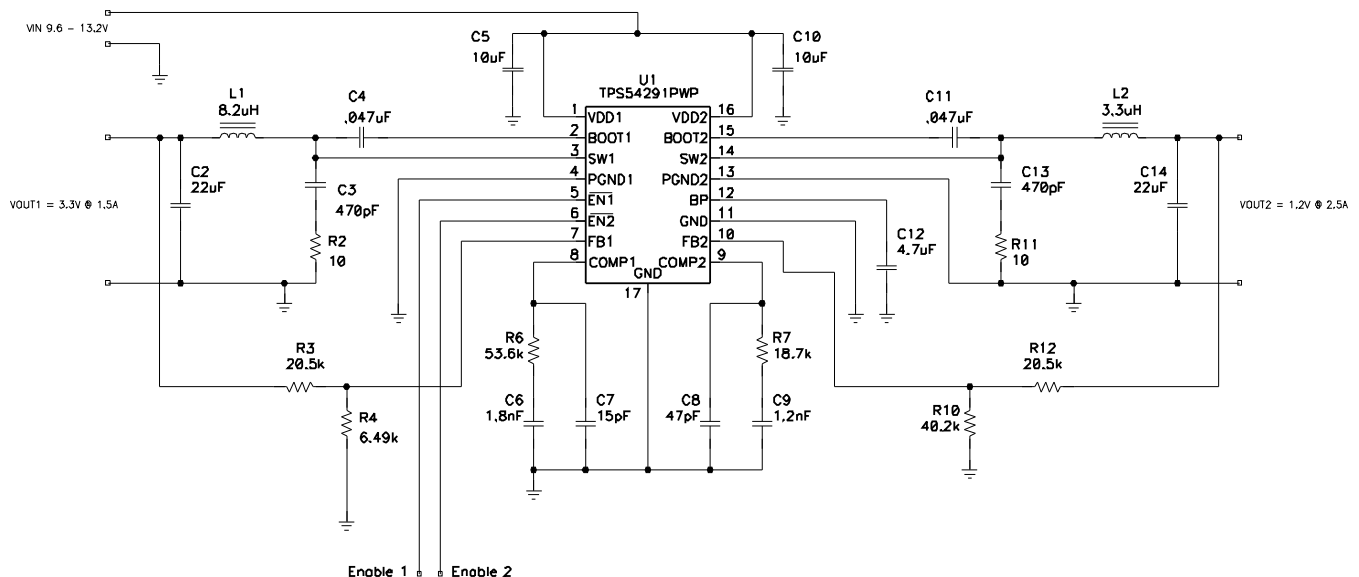 VIN 9.6 - 13.2V
C5
10uF
C10
10uF
U1
TPS54291PWP
L1
8.2uH
C4
.047uF
C11
.047uF
L2
3.3uH
1 VDD1 VDD2 16
2 BOOT1 BOOT2 15
3 SW1 SW2 14
4 PGND1 PGND2 13
5 EN1 BP 12
6 EN2 GND 11
7 FB1 FB2 10
8 COMP1 COMP2 9
GND
17
C2
22uF
C3
470pF
R2
10
VOUT1 = 3.3V @ 1.5A
C13
470pF
C14
22uF
R11
10
VOUT2 = 1.2V @ 2.5A
C12
4.7uF
R3
20.5k
R4
6.49k
R6
53.6k
R7
18.7k
C6
1.8nF
C7
15pF
C8
47pF
C9
1.2nF
R12
20.5k
R10
40.2k
Enable 1 Enable 2